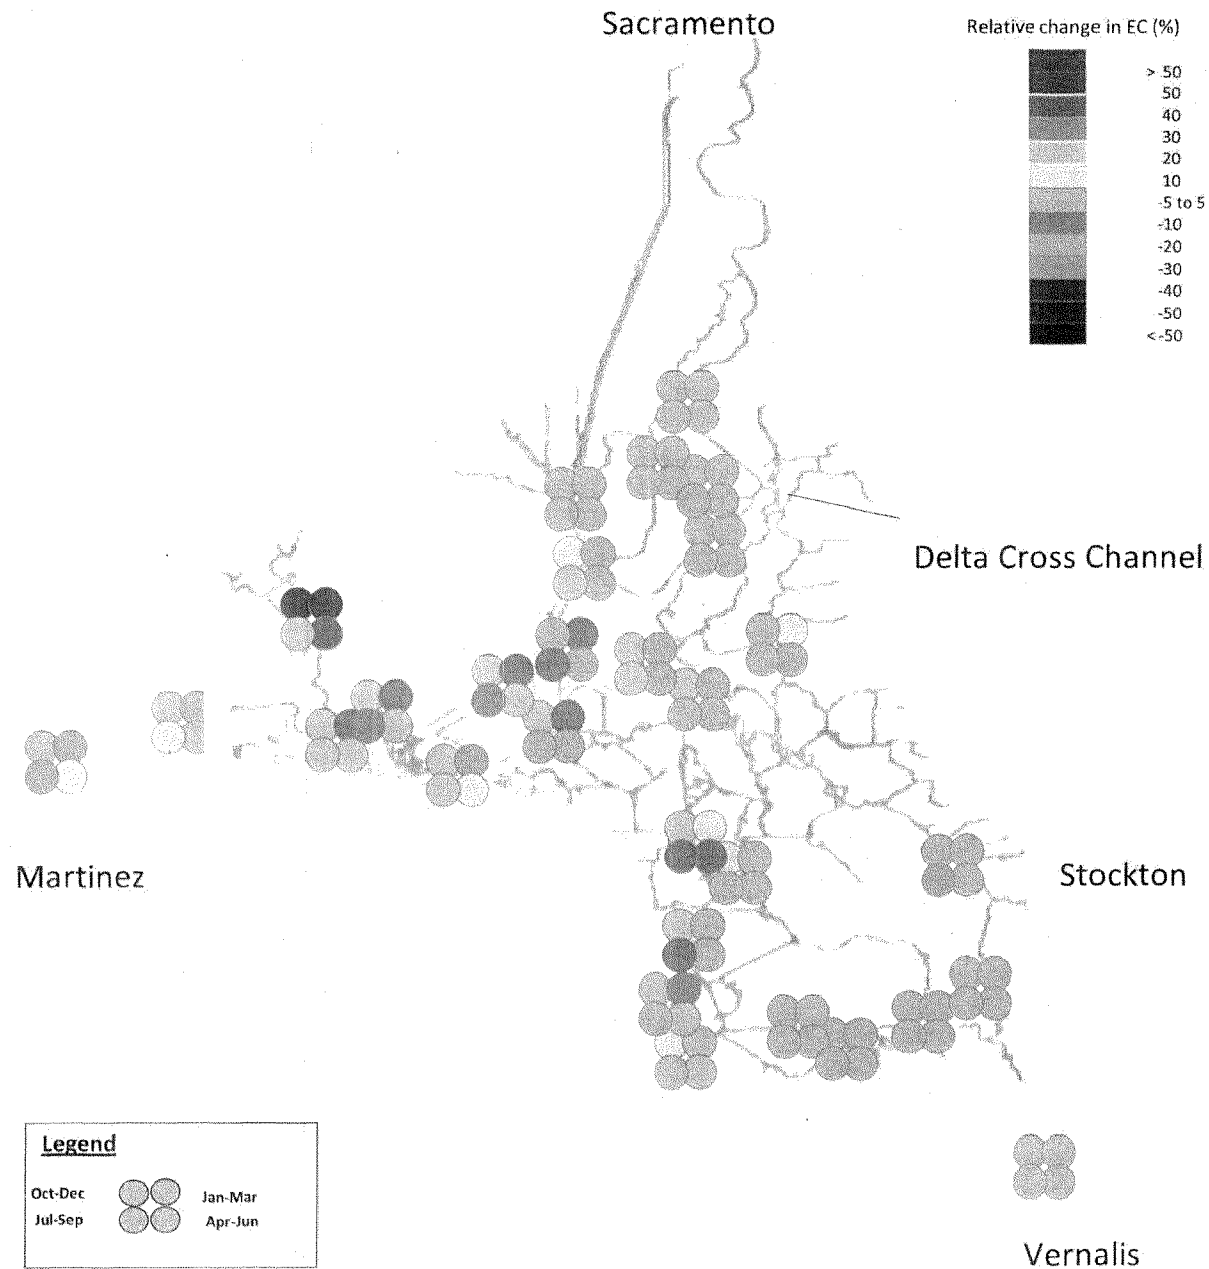 Sacramento
Relative change in EC (%)
> 50
50
40
30
20
10
-5 to 5
-10
-20
-30
-40
-50
<-50
Delta Cross Channel
Martinez
Stockton
Legend
Oct-Dec
Jan-Mar
Jul-Sep
Apr-Jun
Vernalis